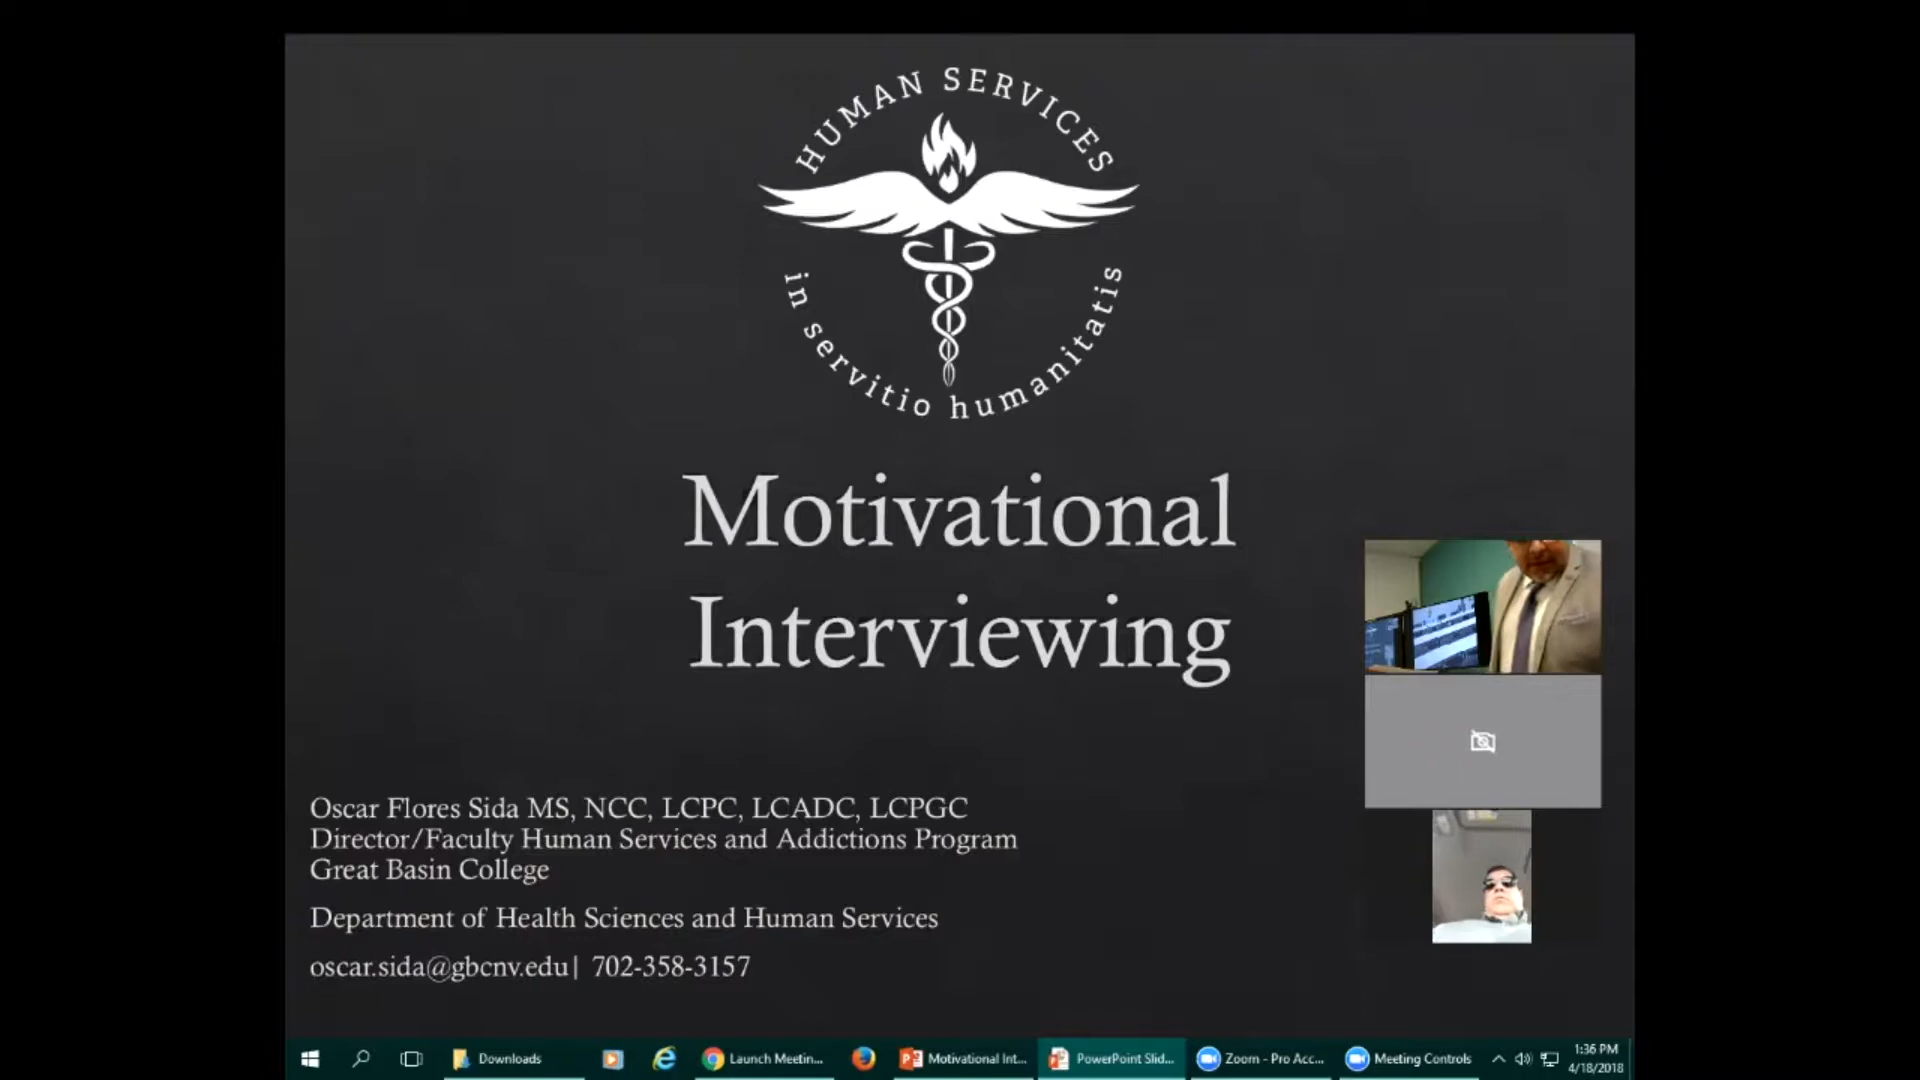 HUMAN SERVICES
in servitio humanitatis
Motivational
Interviewing
Oscar Flores Sida MS, NCC, LCPC, LCADC, LCPGC
Director/Faculty Human Services and Addictions Program
Great Basin College
Department of Health Sciences and Human Services
oscar.sida@gbcnv.edu| 702-358-3157
Downloads
Launch Meetin...
Motivational Int...
PowerPoint Slid...
Zoom - Pro Acc...
Meeting Controls
1:36 PM
4/18/2018